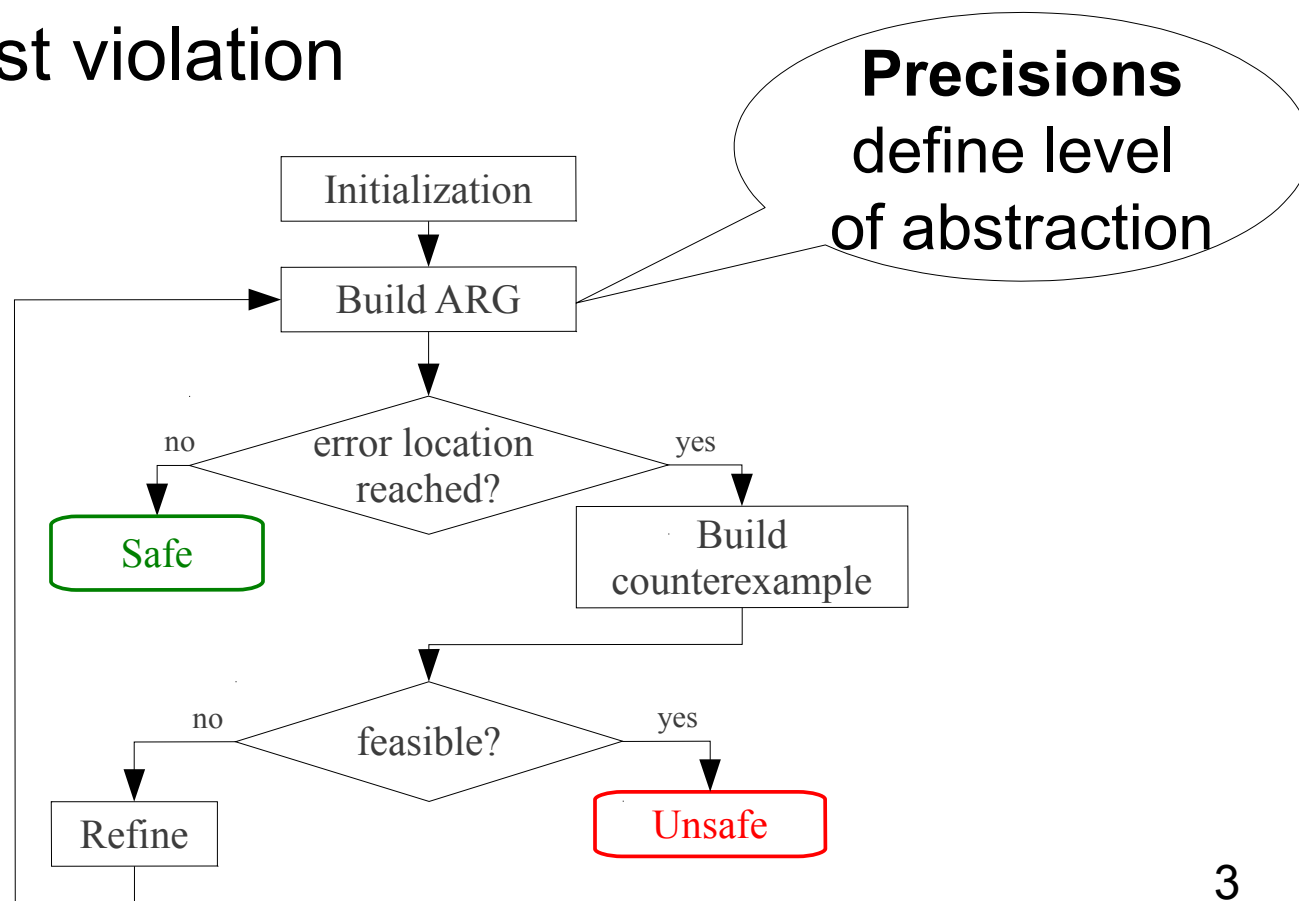 st violation
Precisions
define level
of abstraction
Initialization
Build ARG
no
error location
reached?
yes
Safe
Build
counterexample
no
feasible?
yes
Refine
Unsafe
3